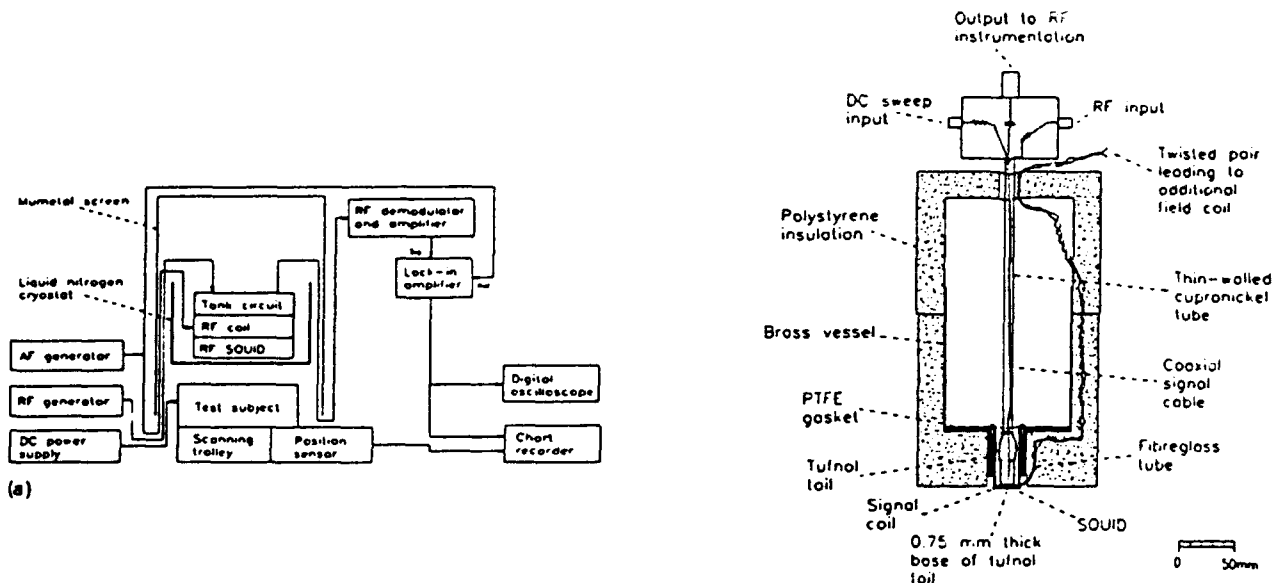 Mumetal screen
Liquid nitrogen
cryostat
RF demodulator
and amplifier
Lock-in
amplifier
Tank circuit
RF coil
RF SQUID
AF generator
RF generator
DC power
supply
Test subject
Scanning
trolley
Position
sensor
Digital
oscilloscope
Chart
recorder
(a)
Output to RF
instrumentation
DC sweep
input
RF input
Twisted pair
leading to
additional
field coil
Polystyrene
insulation
Thin-walled
cupronickel
tube
Brass vessel
Coaxial
signal
cable
PTFE
gasket
Tufnol
tail
Fibreglass
tube
Signal
coil
SQUID
0.75 mm thick
base of tufnol
tail
0 50mm